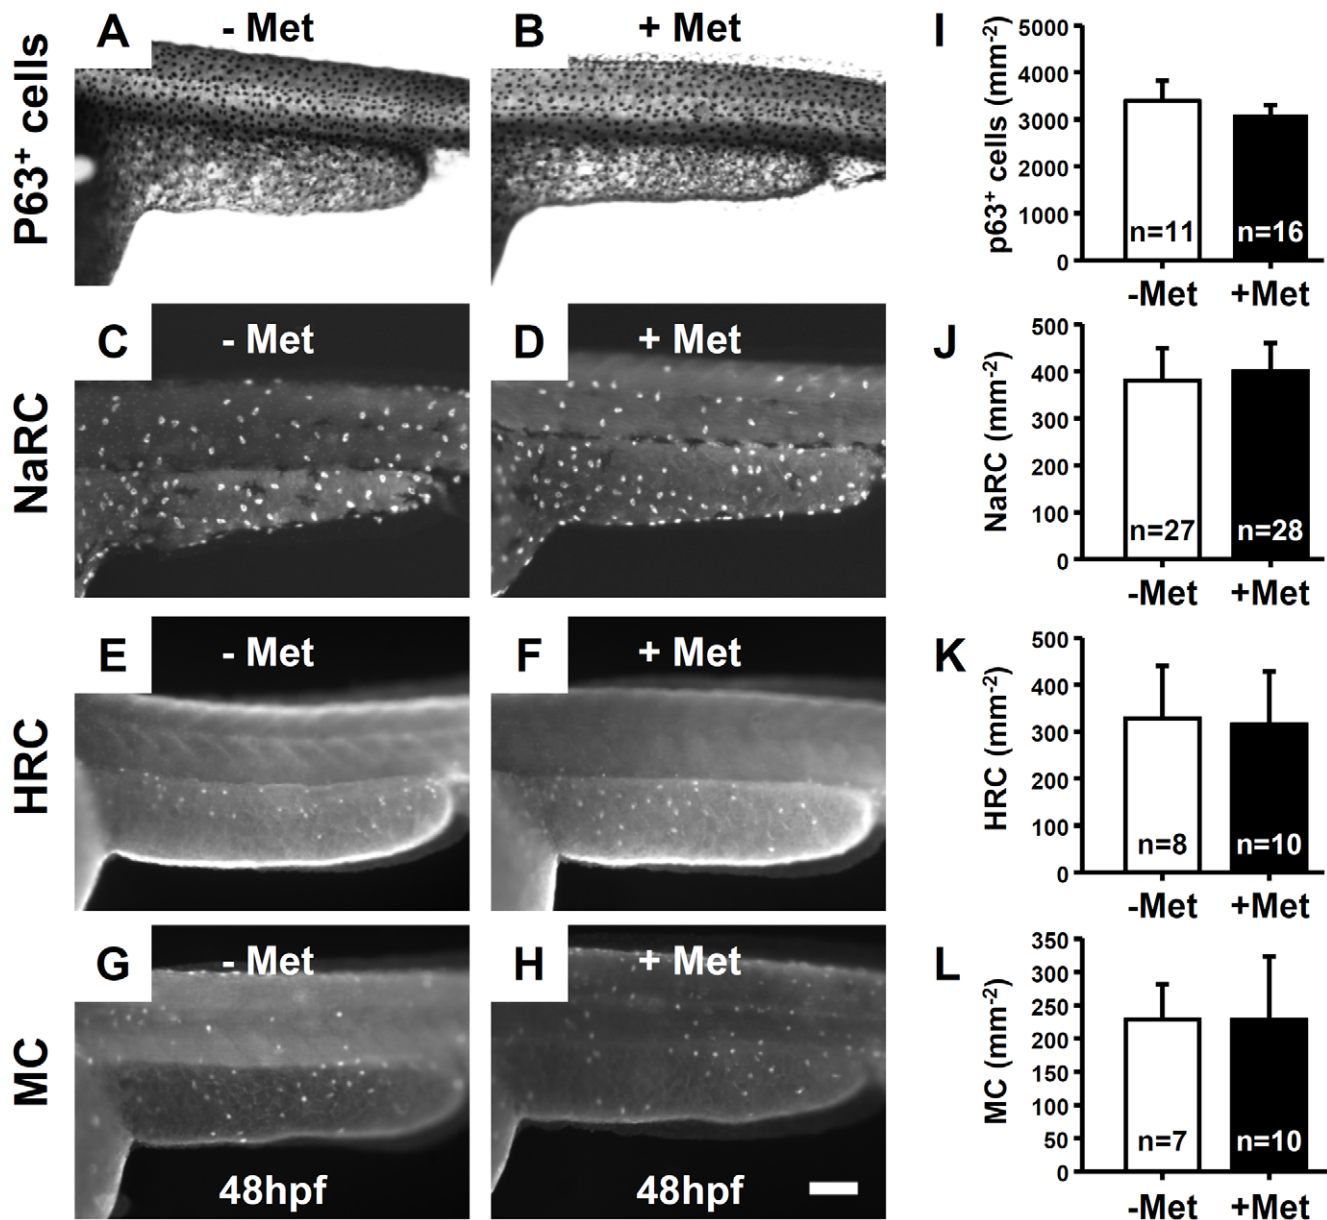 A - Met
B + Met
P63+ cells
C - Met
D + Met
NaRC
E - Met
F + Met
HRC
G - Met
H + Met
MC
48hpf
48hpf
I
p63+ cells (mm-2)
5000
4000
3000
2000
1000
0
n=11
n=16
-Met
+Met
J
NaRC (mm-2)
500
400
300
200
100
0
n=27
n=28
-Met
+Met
K
HRC (mm-2)
500
400
300
200
100
0
n=8
n=10
-Met
+Met
L
MC (mm-2)
350
300
250
200
150
100
50
0
n=7
n=10
-Met
+Met